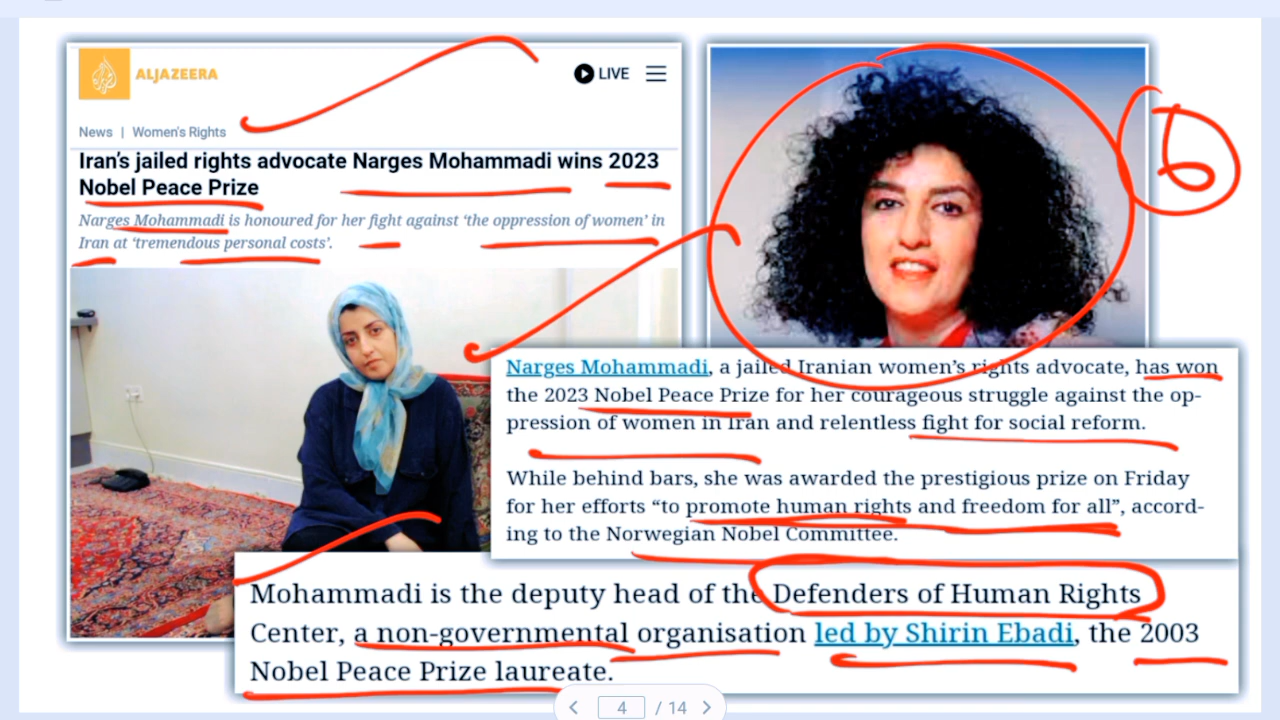 ALJAZEERA
LIVE
News | Women's Rights
Iran's jailed rights advocate Narges Mohammadi wins 2023
Nobel Peace Prize
Narges Mohammadi is honoured for her fight against 'the oppression of women' in
Iran at 'tremendous personal costs'.
6
Narges Mohammadi, a jailed Iranian women's rights advocate, has won
the 2023 Nobel Peace Prize for her courageous struggle against the op-
pression of women in Iran and relentless fight for social reform.
While behind bars, she was awarded the prestigious prize on Friday
for her efforts “to promote human rights and freedom for all”, accord-
ing to the Norwegian Nobel Committee.
Mohammadi is the deputy head of the Defenders of Human Rights
Center, a non-governmental organisation led by Shirin Ebadi, the 2003
Nobel Peace Prize laureate.
4 / 14